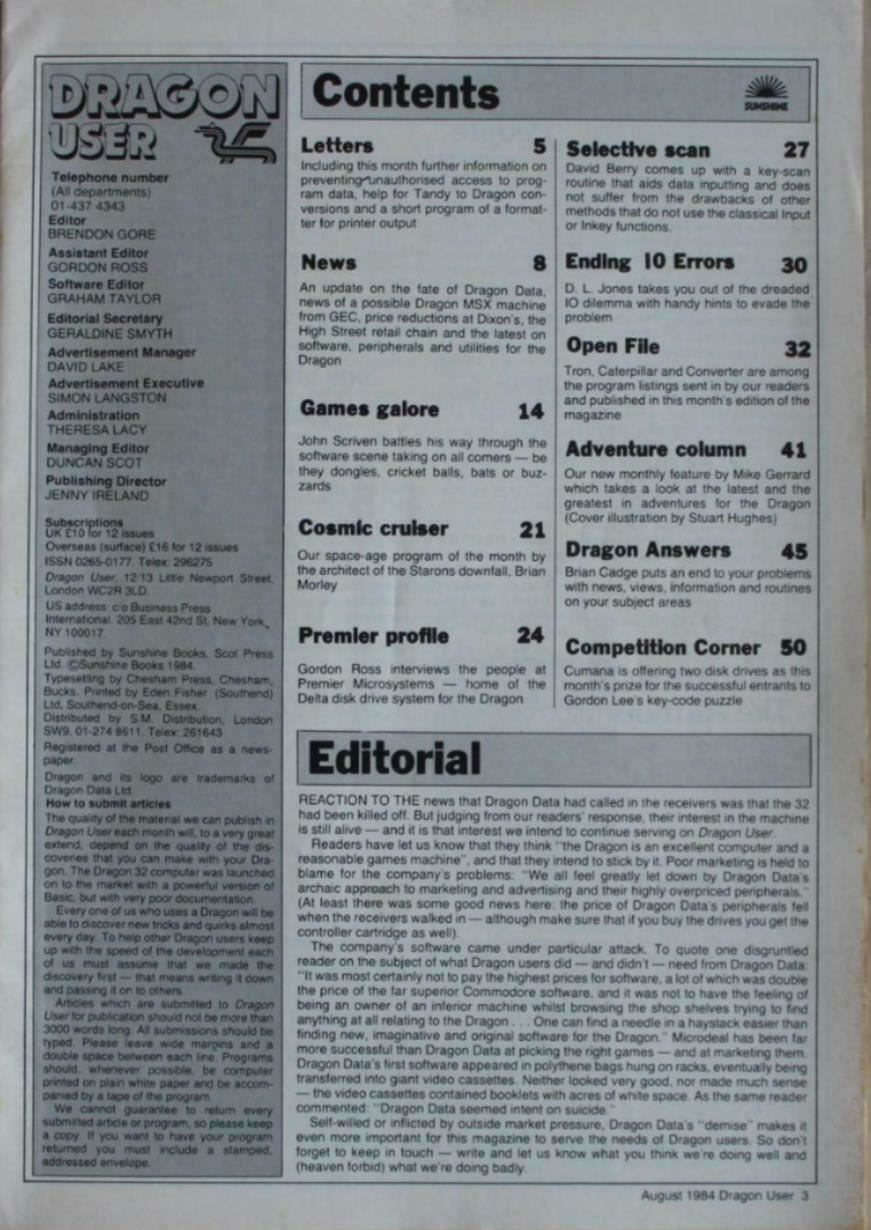 DRAGON
USER
Telephone number
(All departments)
01-437 4343
Editor
BRENDON GORE
Assistant Editor
GORDON ROSS
Software Editor
GRAHAM TAYLOR
Editorial Secretary
GERALDINE SMYTH
Advertisement Manager
DAVID LAKE
Advertisement Executive
SIMON LANGSTON
Administration
THERESA LACY
Managing Editor
DUNCAN SCOT
Publishing Director
JENNY IRELAND
Subscriptions
UK £10 for 12 issues
Overseas (surface) £16 for 12 issues
ISSN 0265-0177. Telex: 296275
Dragon User, 12/13 Little Newport Street,
London WC2R 3LD.
US address: c/o Business Press
International, 205 East 42nd St, New York,
NY 100017.
Published by Sunshine Books, Scot Press
Ltd. ©Sunshine Books 1984.
Typesetting by Chesham Press, Chesham,
Bucks. Printed by Eden Fisher (Southend)
Ltd, Southend-on-Sea, Essex.
Distributed by S.M. Distribution, London
SW9. 01-274 8611. Telex: 261643
Registered at the Post Office as a news-
paper.
Dragon and its logo are trademarks of
Dragon Data Ltd.
How to submit articles
The quality of the material we can publish in
Dragon User each month will, to a very great
extend, depend on the quality of the dis-
coveries that you can make with your Dra-
gon. The Dragon 32 computer was launched
on to the market with a powerful version of
Basic, but with very poor documentation.
Every one of us who uses a Dragon will be
able to discover new tricks and quirks almost
every day. To help other Dragon users keep
up with the speed of the development each
of us must assume that we made the
discovery first — that means writing it down
and passing it on to others.
Articles which are submitted to Dragon
User for publication should not be more than
3000 words long. All submissions should be
typed. Please leave wide margins and a
double space between each line. Programs
should, whenever possible, be computer
printed on plain white paper and be accom-
panied by a tape of the program.
We cannot guarantee to return every
submitted article or program, so please keep
a copy. If you want to have your program
returned you must include a stamped,
addressed envelope.
Contents
SUNSHINE
Letters 5
Including this month further information on
preventing unauthorised access to prog-
ram data, help for Tandy to Dragon con-
versions and a short program of a format-
ter for printer output
News 8
An update on the fate of Dragon Data,
news of a possible Dragon MSX machine
from GEC, price reductions at Dixon's, the
High Street retail chain and the latest on
software, peripherals and utilities for the
Dragon
Games galore 14
John Scriven battles his way through the
software scene taking on all comers — be
they dongles, cricket balls, bats or buz-
zards
Cosmic cruiser 21
Our space-age program of the month by
the architect of the Starons downfall, Brian
Morley
Premier profile 24
Gordon Ross interviews the people at
Premier Microsystems — home of the
Delta disk drive system for the Dragon
Selective scan 27
David Berry comes up with a key-scan
routine that aids data inputting and does
not suffer from the drawbacks of other
methods that do not use the classical Input
or Inkey functions.
Ending IO Errors 30
D. L. Jones takes you out of the dreaded
IO dilemma with handy hints to evade the
problem
Open File 32
Tron, Caterpillar and Converter are among
the program listings sent in by our readers
and published in this month's edition of the
magazine
Adventure column 41
Our new monthly feature by Mike Gerrard
which takes a look at the latest and the
greatest in adventures for the Dragon
(Cover illustration by Stuart Hughes)
Dragon Answers 45
Brian Cadge puts an end to your problems
with news, views, information and routines
on your subject areas
Competition Corner 50
Cumana is offering two disk drives as this
month's prize for the successful entrants to
Gordon Lee's key-code puzzle
Editorial
REACTION TO THE news that Dragon Data had called in the receivers was that the 32
had been killed off. But judging from our readers' response, their interest in the machine
is still alive — and it is that interest we intend to continue serving on Dragon User.
Readers have let us know that they think "the Dragon is an excellent computer and a
reasonable games machine", and that they intend to stick by it. Poor marketing is held to
blame for the company's problems: "We all feel greatly let down by Dragon Data's
archaic approach to marketing and advertising and their highly overpriced peripherals."
(At least there was some good news here: the price of Dragon Data's peripherals fell
when the receivers walked in — although make sure that if you buy the drives you get the
controller cartridge as well).
The company's software came under particular attack. To quote one disgruntled
reader on the subject of what Dragon users did — and didn't — need from Dragon Data:
"It was most certainly not to pay the highest prices for software, a lot of which was double
the price of the far superior Commodore software, and it was not to have the feeling of
being an owner of an inferior machine whilst browsing the shop shelves trying to find
anything at all relating to the Dragon . . . One can find a needle in a haystack easier than
finding new, imaginative and original software for the Dragon." Microdeal has been far
more successful than Dragon Data at picking the right games — and at marketing them.
Dragon Data's first software appeared in polythene bags hung on racks, eventually being
transferred into giant video cassettes. Neither looked very good, nor made much sense
— the video cassettes contained booklets with acres of white space. As the same reader
commented: "Dragon Data seemed intent on suicide."
Self-willed or inflicted by outside market pressure, Dragon Data's "demise" makes it
even more important for this magazine to serve the needs of Dragon users. So don't
forget to keep in touch — write and let us know what you think we're doing well and
(heaven forbid) what we're doing badly.
August 1984 Dragon User 3